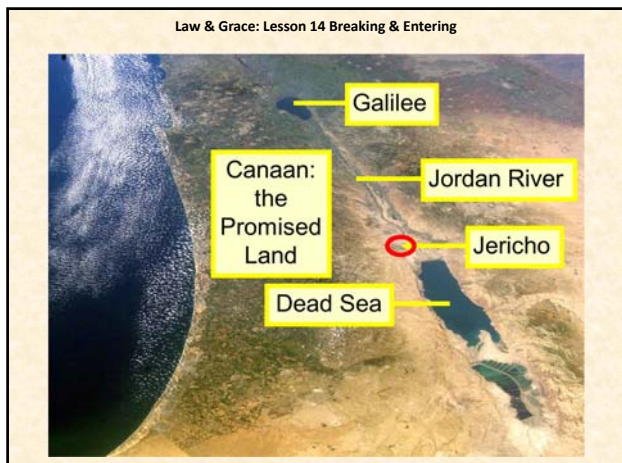 Law & Grace: Lesson 14 Breaking & Entering
Galilee
Canaan:
the
Promised
Land
Jordan River
Jericho
Dead Sea